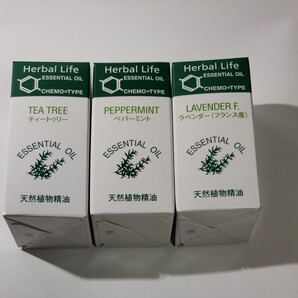 Herbal Life
ESSENTIAL OIL
CHEMO=TYPE
TEA TREE
ティートゥリー
ESSENTIAL OIL
天然植物精油
Herbal Life
ESSENTIAL OIL
CHEMO=TYPE
PEPPERMINT
ペパーミント
ESSENTIAL OIL
天然植物精油
Herbal Life
ESSENTIAL OIL
CHEMO=TYPE
LAVENDER F.
ラベンダー(フランス産)
ESSENTIAL OIL
天然植物精油